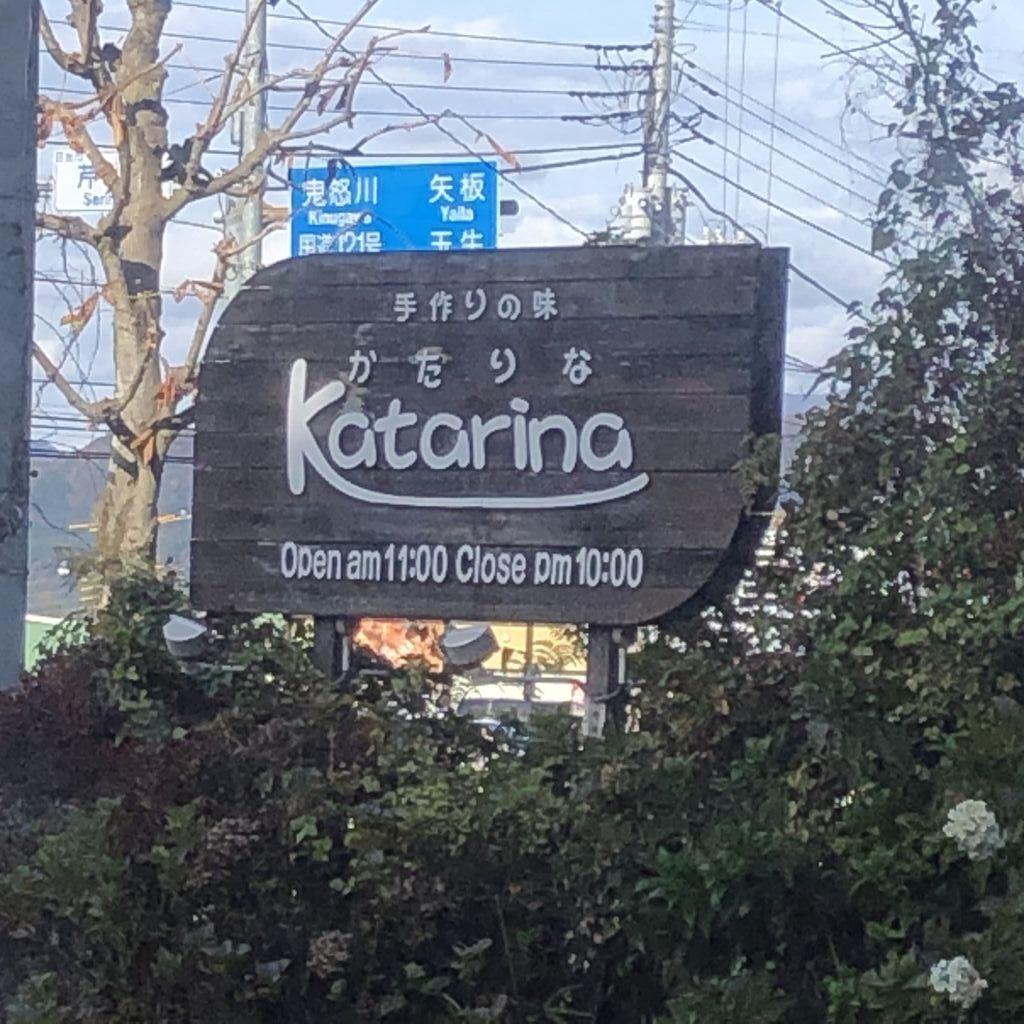 鬼怒川 矢板
Kinugawa Yaita
国道121号 玉生
手作りの味
かたりな
Katarina
Open am11:00 Close pm10:00